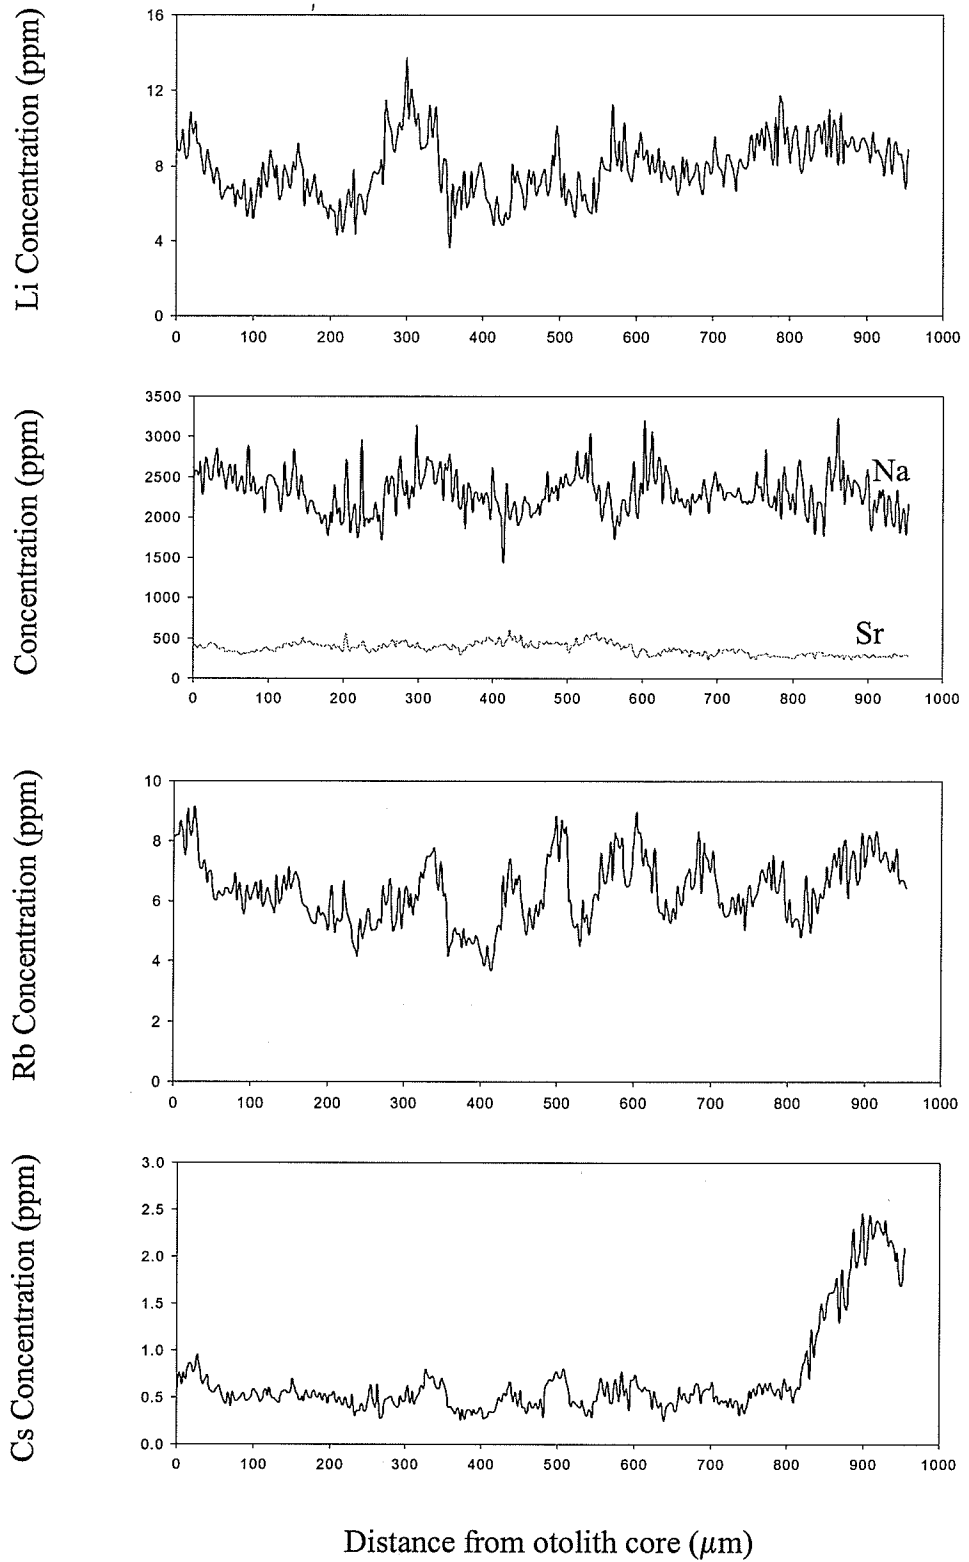 Li Concentration (ppm)
16
12
8
4
0
0 100 200 300 400 500 600 700 800 900 1000
Concentration (ppm)
3500
3000
2500
2000
1500
1000
500
0
Na
Sr
0 100 200 300 400 500 600 700 800 900 1000
Rb Concentration (ppm)
10
8
6
4
2
0
0 100 200 300 400 500 600 700 800 900 1000
Cs Concentration (ppm)
3.0
2.5
2.0
1.5
1.0
0.5
0.0
0 100 200 300 400 500 600 700 800 900 1000
Distance from otolith core (μm)